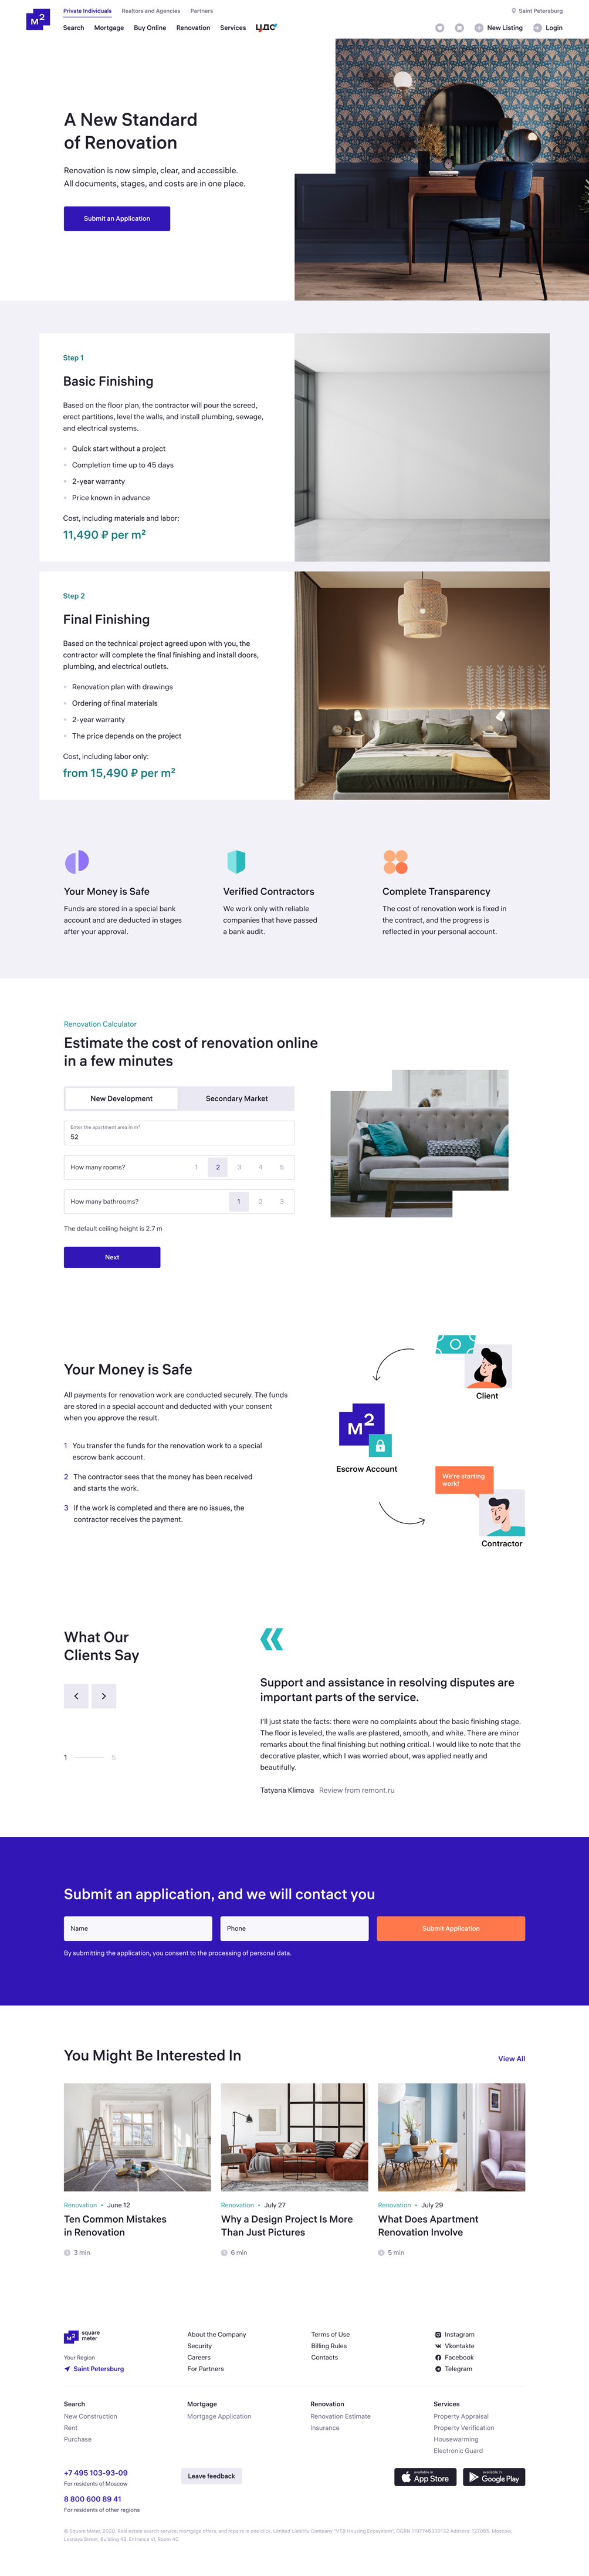 M2
Private Individuals Realtors and Agencies Partners Saint Petersburg
Search Mortgage Buy Online Renovation Services ЦДС New Listing Login
A New Standard
of Renovation
Renovation is now simple, clear, and accessible.
All documents, stages, and costs are in one place.
Submit an Application
Step 1
Basic Finishing
Based on the floor plan, the contractor will pour the screed,
erect partitions, level the walls, and install plumbing, sewage,
and electrical systems.
Quick start without a project
Completion time up to 45 days
2-year warranty
Price known in advance
Cost, including materials and labor:
11,490 ₽ per m²
Step 2
Final Finishing
Based on the technical project agreed upon with you, the
contractor will complete the final finishing and install doors,
plumbing, and electrical outlets.
Renovation plan with drawings
Ordering of final materials
2-year warranty
The price depends on the project
Cost, including labor only:
from 15,490 ₽ per m²
Your Money is Safe
Funds are stored in a special bank
account and are deducted in stages
after your approval.
Verified Contractors
We work only with reliable
companies that have passed
a bank audit.
Complete Transparency
The cost of renovation work is fixed in
the contract, and the progress is
reflected in your personal account.
Renovation Calculator
Estimate the cost of renovation online
in a few minutes
New Development Secondary Market
Enter the apartment area in m²
52
How many rooms? 1 2 3 4 5
How many bathrooms? 1 2 3
The default ceiling height is 2.7 m
Next
Your Money is Safe
All payments for renovation work are conducted securely. The funds
are stored in a special account and deducted with your consent
when you approve the result.
1 You transfer the funds for the renovation work to a special
escrow bank account.
2 The contractor sees that the money has been received
and starts the work.
3 If the work is completed and there are no issues, the
contractor receives the payment.
Client
M2
Escrow Account
We're starting
work!
Contractor
What Our
Clients Say
1 5
Support and assistance in resolving disputes are
important parts of the service.
I'll just state the facts: there were no complaints about the basic finishing stage.
The floor is leveled, the walls are plastered, smooth, and white. There are minor
remarks about the final finishing but nothing critical. I would like to note that the
decorative plaster, which I was worried about, was applied neatly and
beautifully.
Tatyana Klimova Review from remont.ru
Submit an application, and we will contact you
Name Phone Submit Application
By submitting the application, you consent to the processing of personal data.
You Might Be Interested In
View All
Renovation • June 12
Ten Common Mistakes
in Renovation
3 min
Renovation • July 27
Why a Design Project Is More
Than Just Pictures
6 min
Renovation • July 29
What Does Apartment
Renovation Involve
5 min
M2 square
meter
Your Region
Saint Petersburg
About the Company
Security
Careers
For Partners
Terms of Use
Billing Rules
Contacts
Instagram
Vkontakte
Facebook
Telegram
Search
New Construction
Rent
Purchase
Mortgage
Mortgage Application
Renovation
Renovation Estimate
Insurance
Services
Property Appraisal
Property Verification
Housewarming
Electronic Guard
+7 495 103-93-09
For residents of Moscow
8 800 600 89 41
For residents of other regions
Leave feedback
available in
App Store
available in
Google Play
© Square Meter, 2020. Real estate search service, mortgage offers, and repairs in one click. Limited Liability Company "VTB Housing Ecosystem", OGRN 1197746330132 Address: 127055, Moscow,
Lesnaya Street, Building 43, Entrance VI, Room 4C